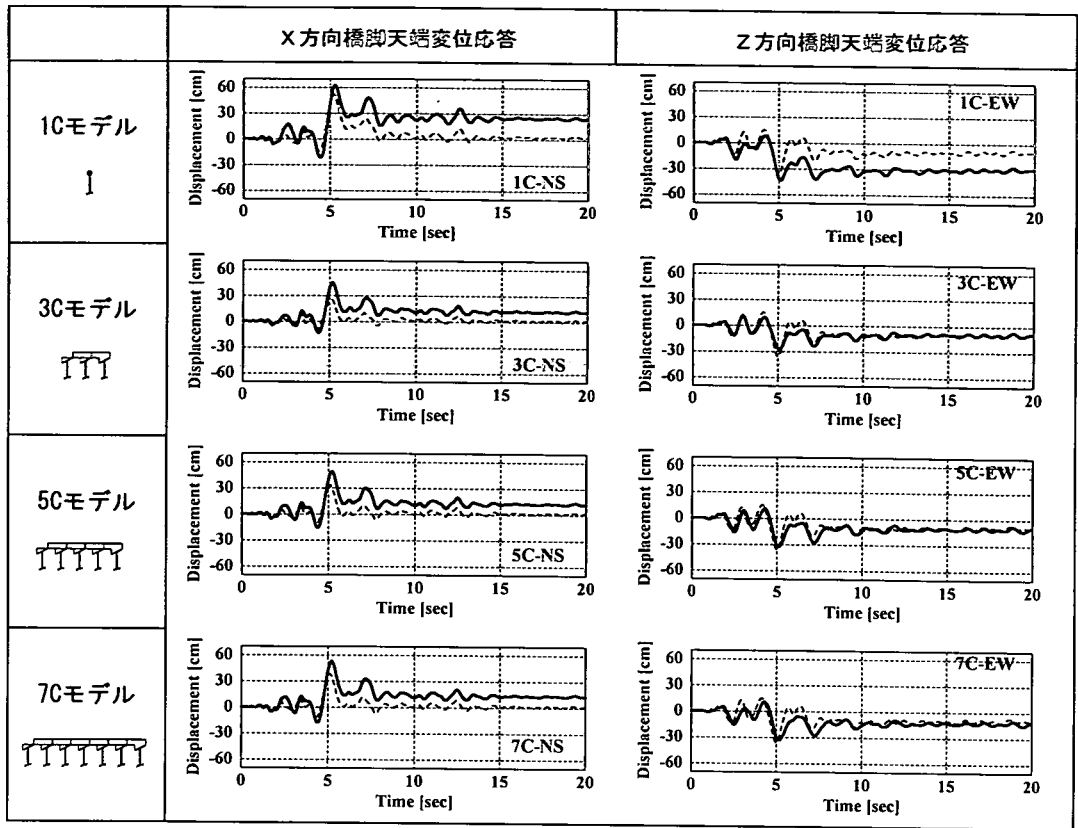 X方向橋脚天端変位応答
Z方向橋脚天端変位応答
1Cモデル
Displacement [cm]
60
30
0
-30
-60
1C-NS
0
5
10
15
20
Time [sec]
Displacement [cm]
60
30
0
-30
-60
1C-EW
0
5
10
15
20
Time [sec]
3Cモデル
Displacement [cm]
60
30
0
-30
-60
3C-NS
0
5
10
15
20
Time [sec]
Displacement [cm]
60
30
0
-30
-60
3C-EW
0
5
10
15
20
Time [sec]
5Cモデル
Displacement [cm]
60
30
0
-30
-60
5C-NS
0
5
10
15
20
Time [sec]
Displacement [cm]
60
30
0
-30
-60
5C-EW
0
5
10
15
20
Time [sec]
7Cモデル
Displacement [cm]
60
30
0
-30
-60
7C-NS
0
5
10
15
20
Time [sec]
Displacement [cm]
60
30
0
-30
-60
7C-EW
0
5
10
15
20
Time [sec]